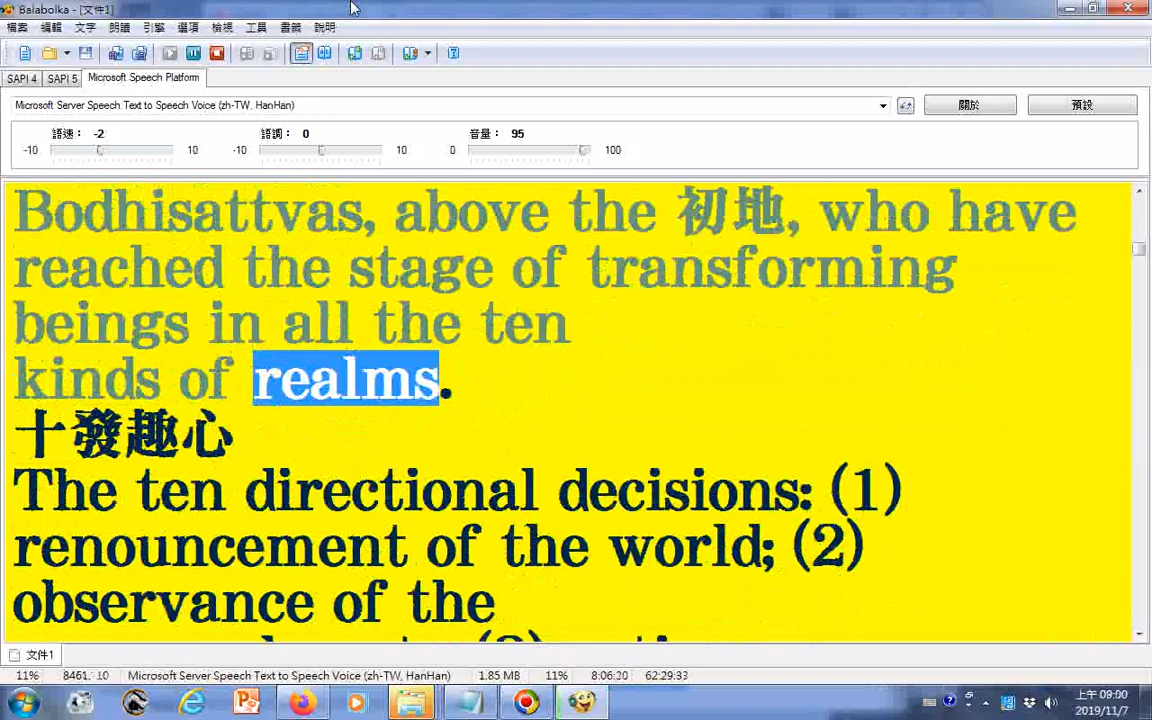 Balabolka - [文件1]
檔案 編輯 文字 朗讀 引擎 選項 檢視 工具 書籤 說明
SAPI 4 SAPI 5 Microsoft Speech Platform
Microsoft Server Speech Text to Speech Voice (zh-TW, HanHan) 關於 預設
語速： -2 語調： 0 音量： 95
-10 10 -10 10 0 100
Bodhisattvas, above the 初地, who have
reached the stage of transforming
beings in all the ten
kinds of realms.
十發趣心
The ten directional decisions: (1)
renouncement of the world; (2)
observance of the
文件1
11% Microsoft Server Speech Text to Speech Voice (zh-TW, HanHan) 1.85 MB 11% 8:06:20 62:29:33
上午 09:00
2019/11/7